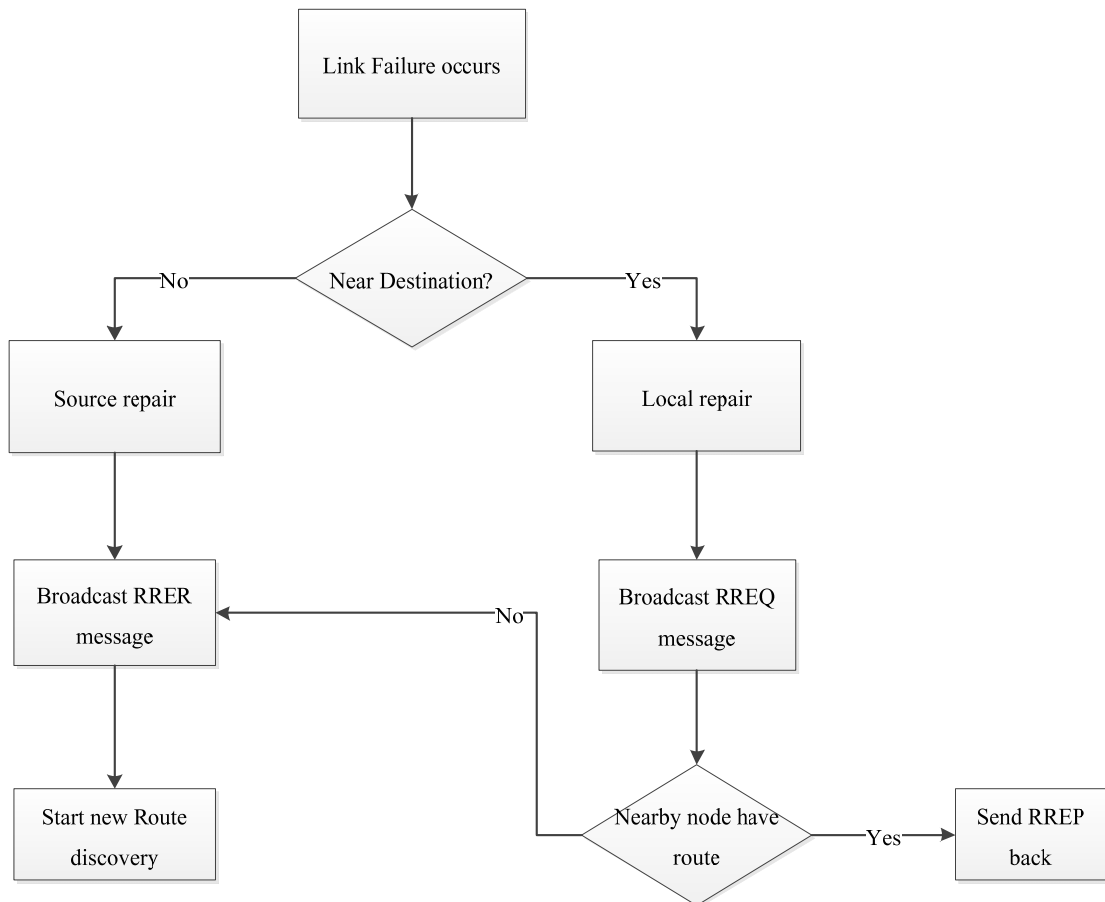 Link Failure occurs
Near Destination?
No
Yes
Source repair
Local repair
Broadcast RRER
message
Broadcast RREQ
message
No
Start new Route
discovery
Nearby node have
route
Yes
Send RREP
back